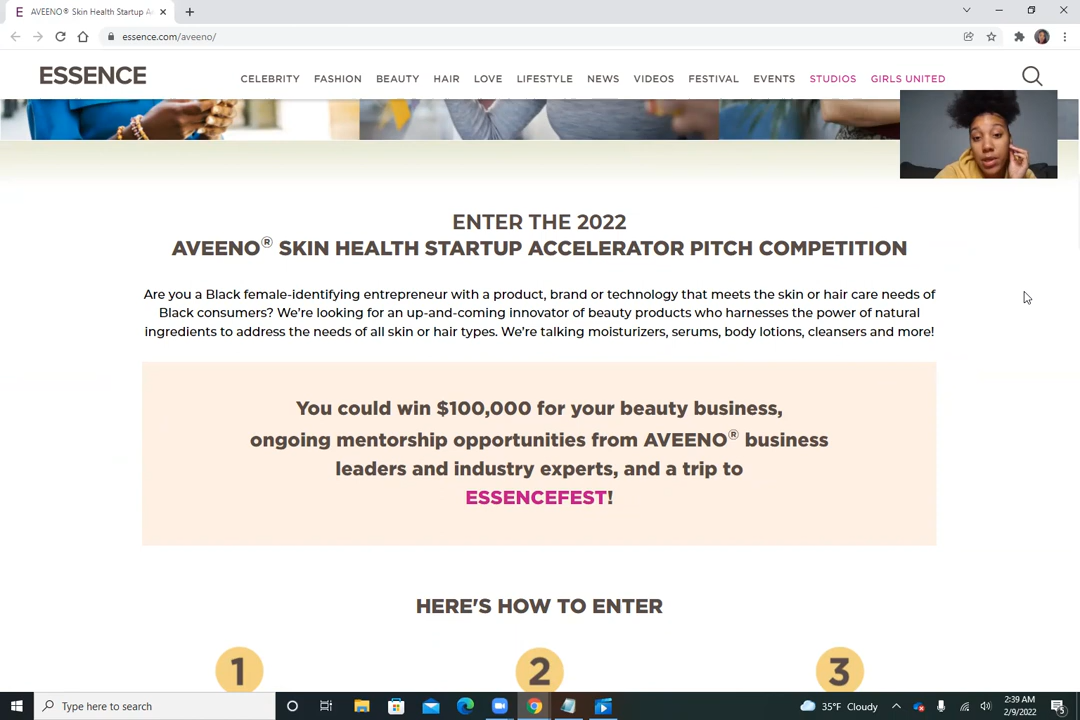 E AVEENO® Skin Health Startup A
essence.com/aveeno/
ESSENCE
CELEBRITY FASHION BEAUTY HAIR LOVE LIFESTYLE NEWS VIDEOS FESTIVAL EVENTS STUDIOS GIRLS UNITED
ENTER THE 2022
AVEENO® SKIN HEALTH STARTUP ACCELERATOR PITCH COMPETITION
Are you a Black female-identifying entrepreneur with a product, brand or technology that meets the skin or hair care needs of
Black consumers? We're looking for an up-and-coming innovator of beauty products who harnesses the power of natural
ingredients to address the needs of all skin or hair types. We're talking moisturizers, serums, body lotions, cleansers and more!
You could win $100,000 for your beauty business,
ongoing mentorship opportunities from AVEENO® business
leaders and industry experts, and a trip to
ESSENCEFEST!
HERE'S HOW TO ENTER
1 2 3
Type here to search
35°F Cloudy
2:39 AM
2/9/2022
5